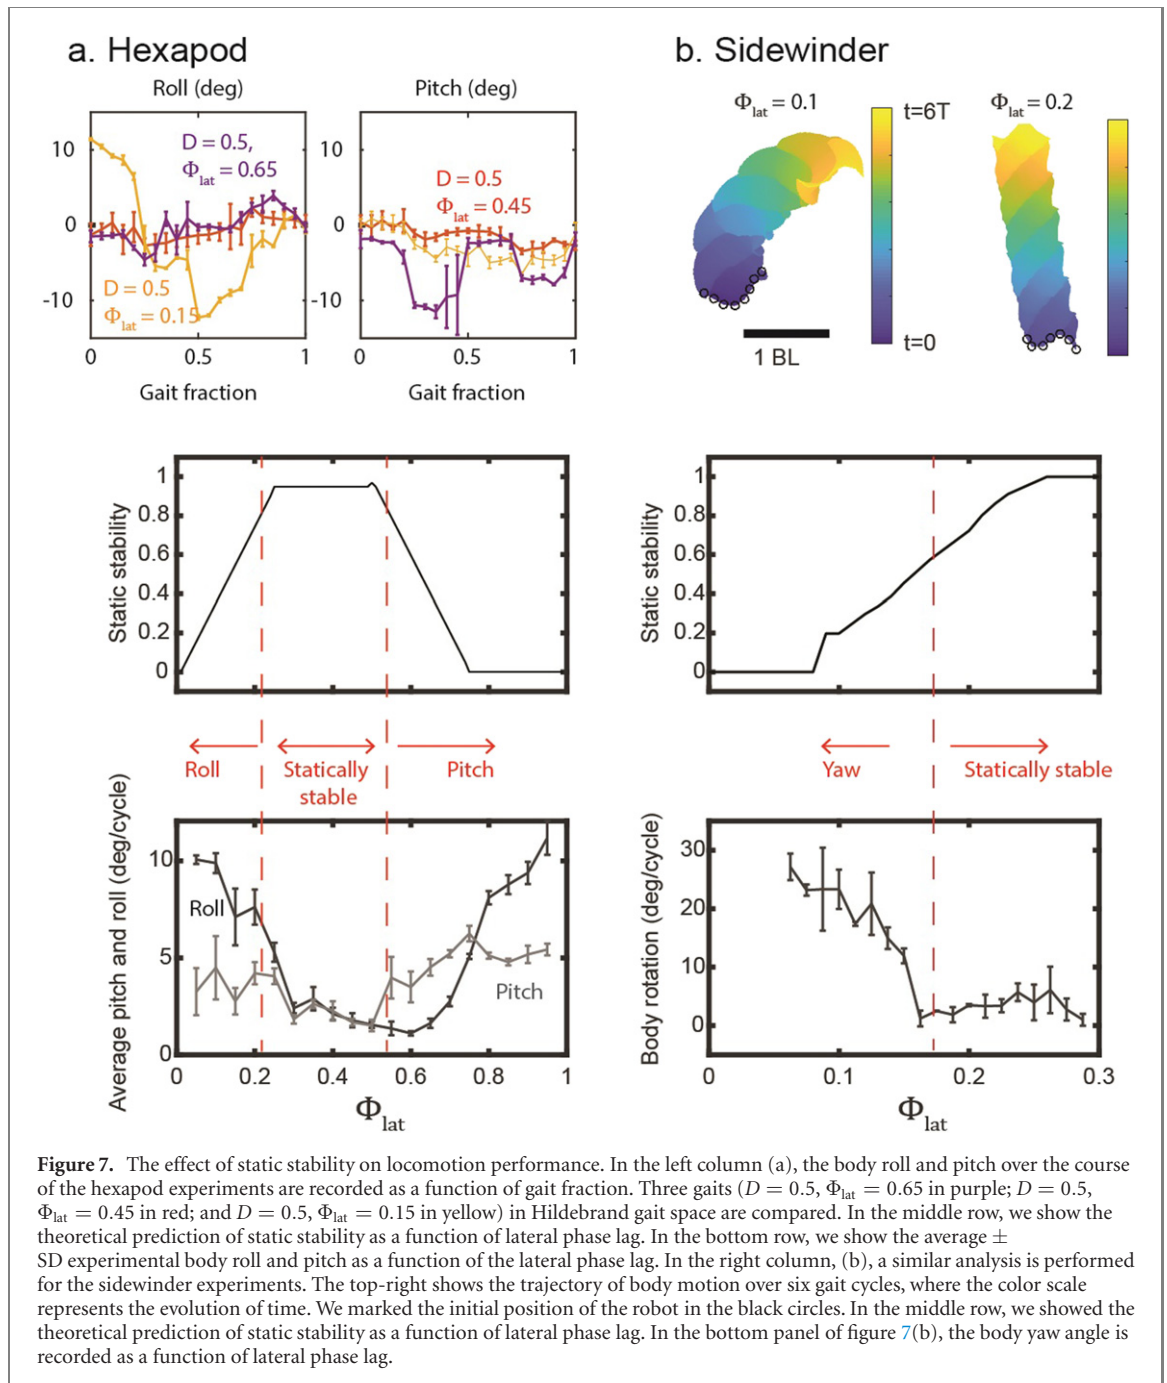 a. Hexapod
Roll (deg)
10
0
-10
D = 0.5,
Φlat = 0.65
D = 0.5
Φlat = 0.15
0
0.5
1
Gait fraction
Pitch (deg)
10
0
-10
D = 0.5
Φlat = 0.45
0
0.5
1
Gait fraction
b. Sidewinder
Φlat = 0.1
t=6T
t=0
1 BL
Φlat = 0.2
Static stability
1
0.8
0.6
0.4
0.2
0
Static stability
1
0.8
0.6
0.4
0.2
0
Roll
Statically
stable
Pitch
Yaw
Statically stable
Average pitch and roll (deg/cycle)
10
5
0
Roll
Pitch
0
0.2
0.4
0.6
0.8
1
Φlat
Body rotation (deg/cycle)
30
20
10
0
0
0.1
0.2
0.3
Φlat
Figure 7. The effect of static stability on locomotion performance. In the left column (a), the body roll and pitch over the course
of the hexapod experiments are recorded as a function of gait fraction. Three gaits (D = 0.5, Φlat = 0.65 in purple; D = 0.5,
Φlat = 0.45 in red; and D = 0.5, Φlat = 0.15 in yellow) in Hildebrand gait space are compared. In the middle row, we show the
theoretical prediction of static stability as a function of lateral phase lag. In the bottom row, we show the average ±
SD experimental body roll and pitch as a function of the lateral phase lag. In the right column, (b), a similar analysis is performed
for the sidewinder experiments. The top-right shows the trajectory of body motion over six gait cycles, where the color scale
represents the evolution of time. We marked the initial position of the robot in the black circles. In the middle row, we showed the
theoretical prediction of static stability as a function of lateral phase lag. In the bottom panel of figure 7(b), the body yaw angle is
recorded as a function of lateral phase lag.